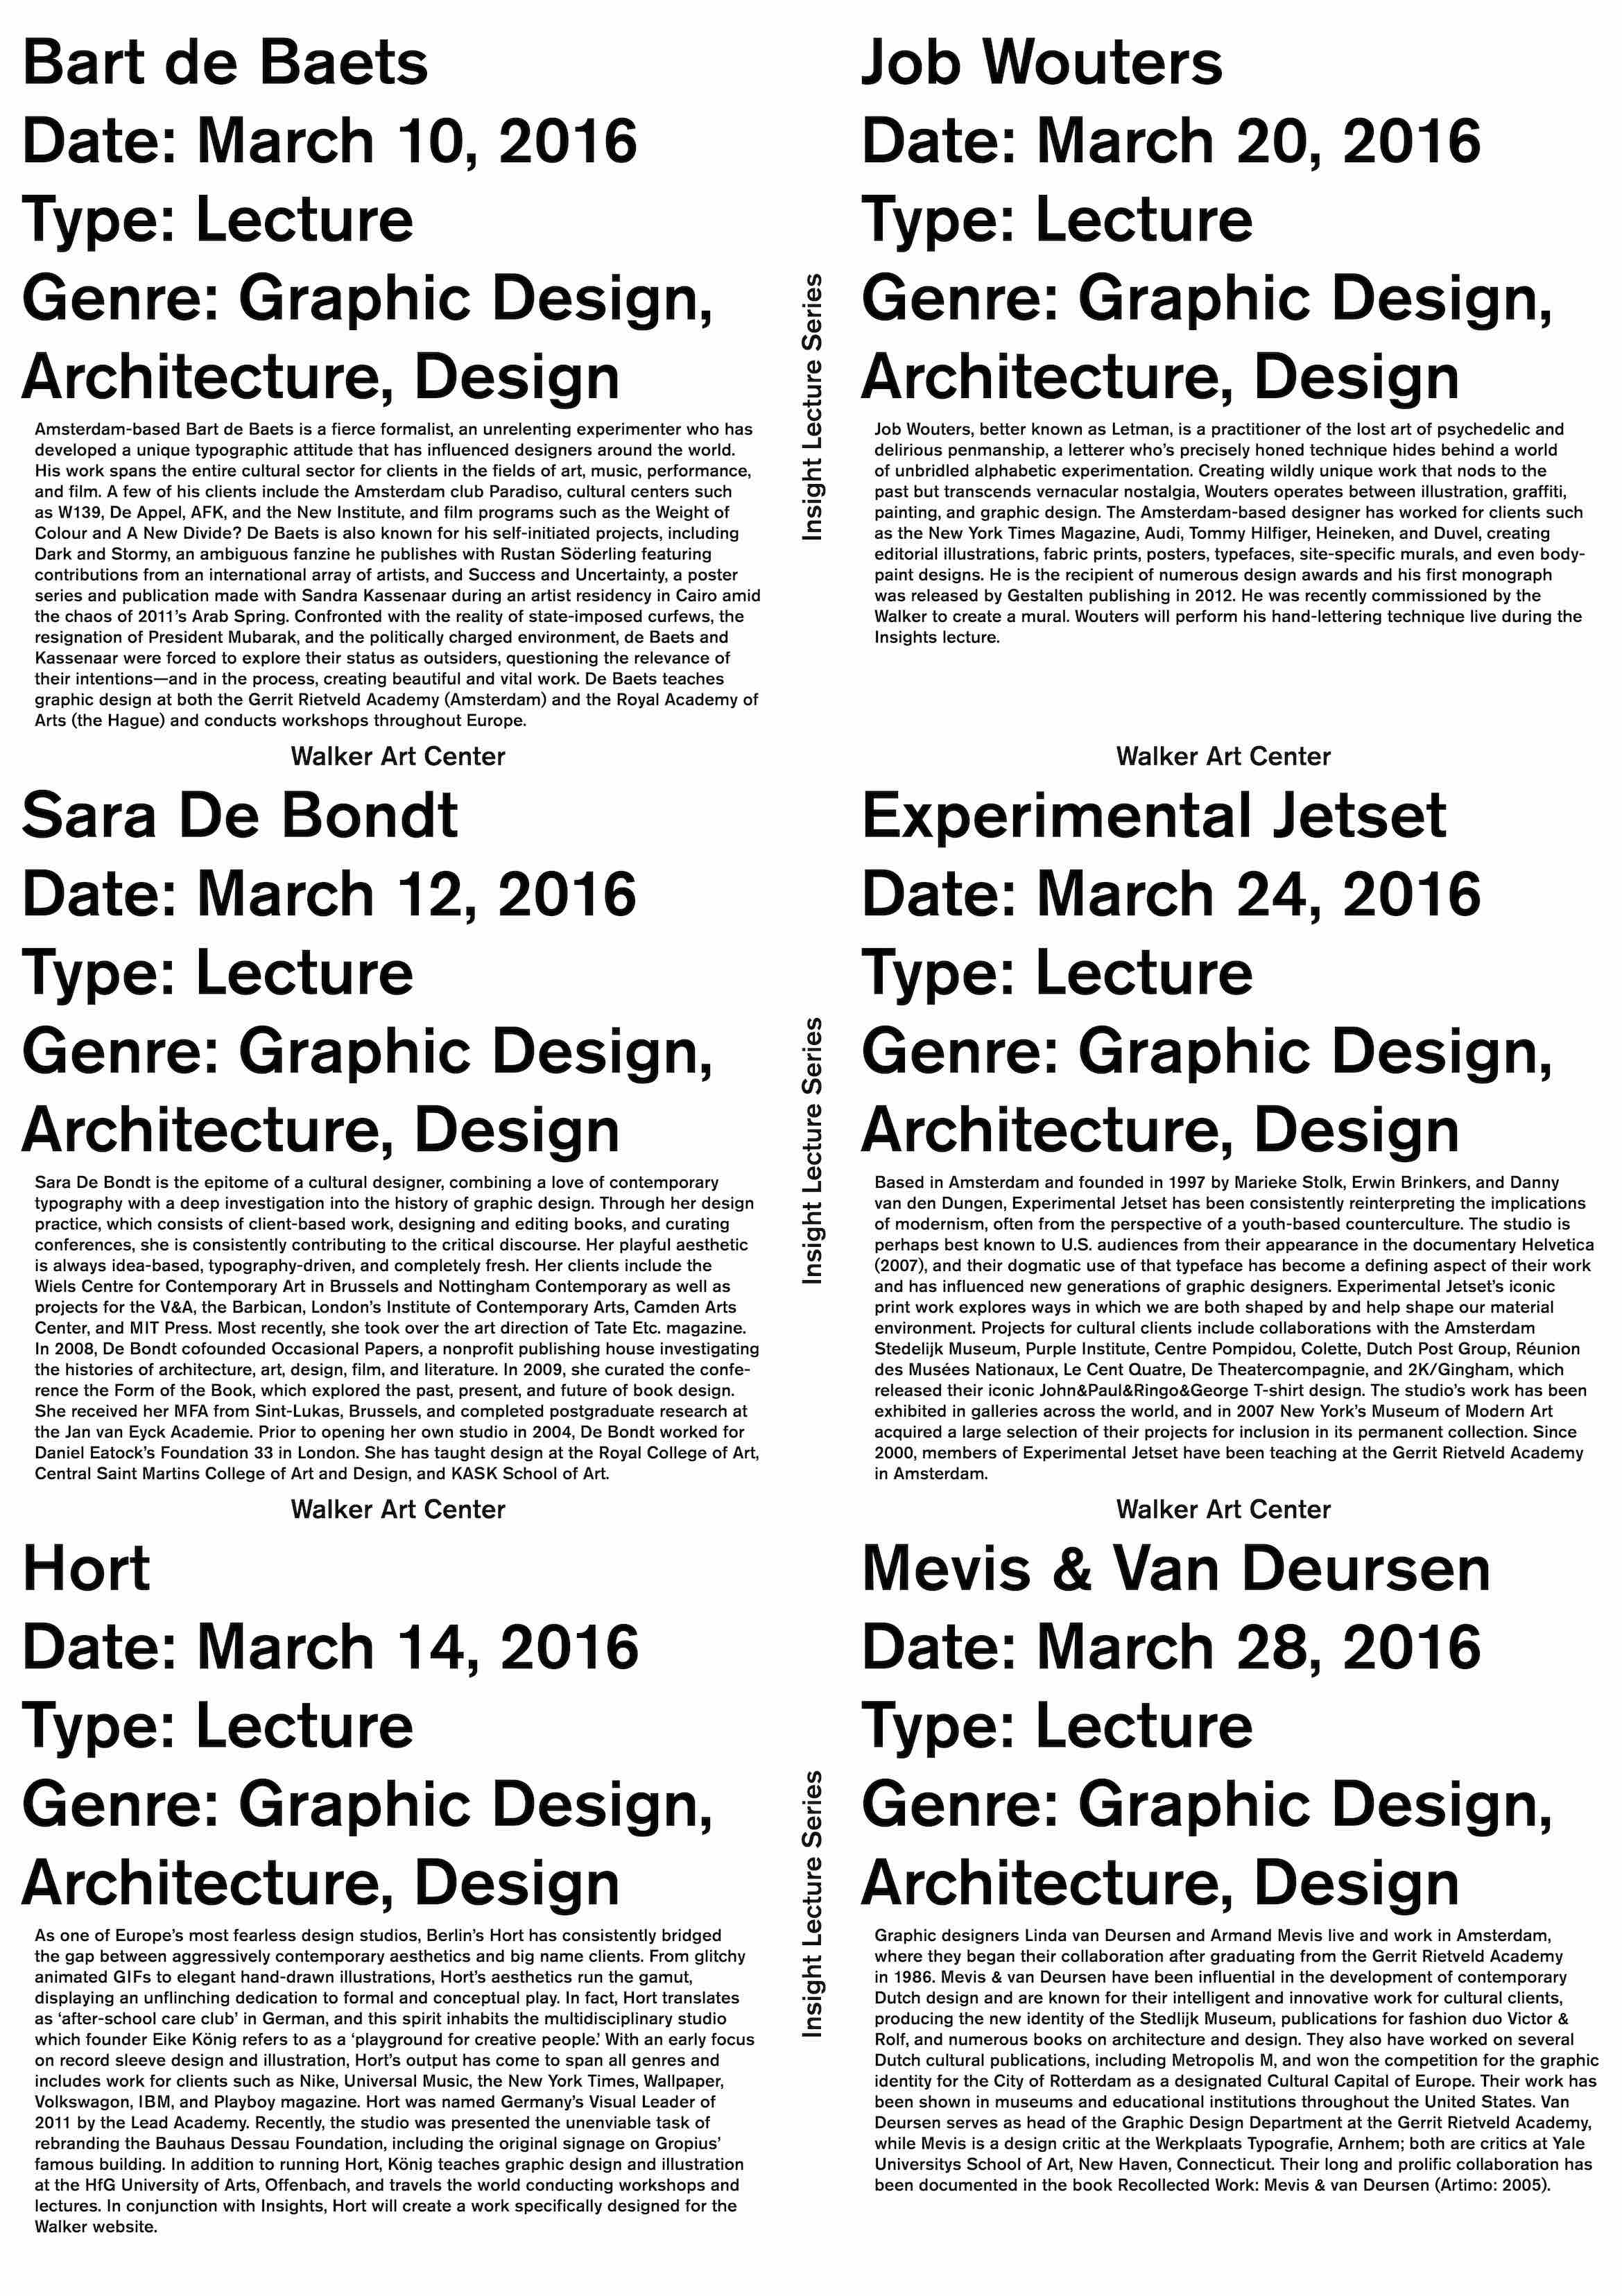 Bart de Baets
Date: March 10, 2016
Type: Lecture
Genre: Graphic Design,
Architecture, Design
Amsterdam-based Bart de Baets is a fierce formalist, an unrelenting experimenter who has
developed a unique typographic attitude that has influenced designers around the world.
His work spans the entire cultural sector for clients in the fields of art, music, performance,
and film. A few of his clients include the Amsterdam club Paradiso, cultural centers such
as W139, De Appel, AFK, and the New Institute, and film programs such as the Weight of
Colour and A New Divide? De Baets is also known for his self-initiated projects, including
Dark and Stormy, an ambiguous fanzine he publishes with Rustan Söderling featuring
contributions from an international array of artists, and Success and Uncertainty, a poster
series and publication made with Sandra Kassenaar during an artist residency in Cairo amid
the chaos of 2011’s Arab Spring. Confronted with the reality of state-imposed curfews, the
resignation of President Mubarak, and the politically charged environment, de Baets and
Kassenaar were forced to explore their status as outsiders, questioning the relevance of
their intentions—and in the process, creating beautiful and vital work. De Baets teaches
graphic design at both the Gerrit Rietveld Academy (Amsterdam) and the Royal Academy of
Arts (the Hague) and conducts workshops throughout Europe.
Walker Art Center
Insight Lecture Series
Job Wouters
Date: March 20, 2016
Type: Lecture
Genre: Graphic Design,
Architecture, Design
Job Wouters, better known as Letman, is a practitioner of the lost art of psychedelic and
delirious penmanship, a letterer who’s precisely honed technique hides behind a world
of unbridled alphabetic experimentation. Creating wildly unique work that nods to the
past but transcends vernacular nostalgia, Wouters operates between illustration, graffiti,
painting, and graphic design. The Amsterdam-based designer has worked for clients such
as the New York Times Magazine, Audi, Tommy Hilfiger, Heineken, and Duvel, creating
editorial illustrations, fabric prints, posters, typefaces, site-specific murals, and even body-
paint designs. He is the recipient of numerous design awards and his first monograph
was released by Gestalten publishing in 2012. He was recently commissioned by the
Walker to create a mural. Wouters will perform his hand-lettering technique live during the
Insights lecture.
Walker Art Center
Sara De Bondt
Date: March 12, 2016
Type: Lecture
Genre: Graphic Design,
Architecture, Design
Sara De Bondt is the epitome of a cultural designer, combining a love of contemporary
typography with a deep investigation into the history of graphic design. Through her design
practice, which consists of client-based work, designing and editing books, and curating
conferences, she is consistently contributing to the critical discourse. Her playful aesthetic
is always idea-based, typography-driven, and completely fresh. Her clients include the
Wiels Centre for Contemporary Art in Brussels and Nottingham Contemporary as well as
projects for the V&A, the Barbican, London’s Institute of Contemporary Arts, Camden Arts
Center, and MIT Press. Most recently, she took over the art direction of Tate Etc. magazine.
In 2008, De Bondt cofounded Occasional Papers, a nonprofit publishing house investigating
the histories of architecture, art, design, film, and literature. In 2009, she curated the confe-
rence the Form of the Book, which explored the past, present, and future of book design.
She received her MFA from Sint-Lukas, Brussels, and completed postgraduate research at
the Jan van Eyck Academie. Prior to opening her own studio in 2004, De Bondt worked for
Daniel Eatock’s Foundation 33 in London. She has taught design at the Royal College of Art,
Central Saint Martins College of Art and Design, and KASK School of Art.
Walker Art Center
Insight Lecture Series
Experimental Jetset
Date: March 24, 2016
Type: Lecture
Genre: Graphic Design,
Architecture, Design
Based in Amsterdam and founded in 1997 by Marieke Stolk, Erwin Brinkers, and Danny
van den Dungen, Experimental Jetset has been consistently reinterpreting the implications
of modernism, often from the perspective of a youth-based counterculture. The studio is
perhaps best known to U.S. audiences from their appearance in the documentary Helvetica
(2007), and their dogmatic use of that typeface has become a defining aspect of their work
and has influenced new generations of graphic designers. Experimental Jetset’s iconic
print work explores ways in which we are both shaped by and help shape our material
environment. Projects for cultural clients include collaborations with the Amsterdam
Stedelijk Museum, Purple Institute, Centre Pompidou, Colette, Dutch Post Group, Réunion
des Musées Nationaux, Le Cent Quatre, De Theatercompagnie, and 2K/Gingham, which
released their iconic John&Paul&Ringo&George T-shirt design. The studio’s work has been
exhibited in galleries across the world, and in 2007 New York’s Museum of Modern Art
acquired a large selection of their projects for inclusion in its permanent collection. Since
2000, members of Experimental Jetset have been teaching at the Gerrit Rietveld Academy
in Amsterdam.
Walker Art Center
Hort
Date: March 14, 2016
Type: Lecture
Genre: Graphic Design,
Architecture, Design
As one of Europe’s most fearless design studios, Berlin’s Hort has consistently bridged
the gap between aggressively contemporary aesthetics and big name clients. From glitchy
animated GIFs to elegant hand-drawn illustrations, Hort’s aesthetics run the gamut,
displaying an unflinching dedication to formal and conceptual play. In fact, Hort translates
as ‘after-school care club’ in German, and this spirit inhabits the multidisciplinary studio
which founder Eike König refers to as a ‘playground for creative people.’ With an early focus
on record sleeve design and illustration, Hort’s output has come to span all genres and
includes work for clients such as Nike, Universal Music, the New York Times, Wallpaper,
Volkswagon, IBM, and Playboy magazine. Hort was named Germany’s Visual Leader of
2011 by the Lead Academy. Recently, the studio was presented the unenviable task of
rebranding the Bauhaus Dessau Foundation, including the original signage on Gropius’
famous building. In addition to running Hort, König teaches graphic design and illustration
at the HfG University of Arts, Offenbach, and travels the world conducting workshops and
lectures. In conjunction with Insights, Hort will create a work specifically designed for the
Walker website.
Insight Lecture Series
Mevis & Van Deursen
Date: March 28, 2016
Type: Lecture
Genre: Graphic Design,
Architecture, Design
Graphic designers Linda van Deursen and Armand Mevis live and work in Amsterdam,
where they began their collaboration after graduating from the Gerrit Rietveld Academy
in 1986. Mevis & van Deursen have been influential in the development of contemporary
Dutch design and are known for their intelligent and innovative work for cultural clients,
producing the new identity of the Stedlijk Museum, publications for fashion duo Victor &
Rolf, and numerous books on architecture and design. They also have worked on several
Dutch cultural publications, including Metropolis M, and won the competition for the graphic
identity for the City of Rotterdam as a designated Cultural Capital of Europe. Their work has
been shown in museums and educational institutions throughout the United States. Van
Deursen serves as head of the Graphic Design Department at the Gerrit Rietveld Academy,
while Mevis is a design critic at the Werkplaats Typografie, Arnhem; both are critics at Yale
Universitys School of Art, New Haven, Connecticut. Their long and prolific collaboration has
been documented in the book Recollected Work: Mevis & van Deursen (Artimo: 2005).